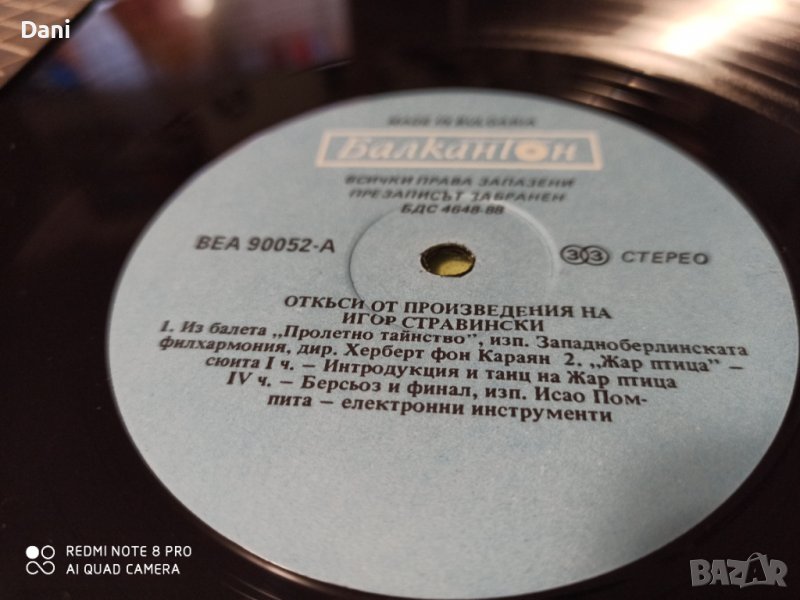 Dani
MADE IN BULGARIA
Балкантон
ВСИЧКИ ПРАВА ЗАПАЗЕНИ
ПРЕЗАПИСЪТ ЗАБРАНЕН
БДС 4648-88
ВЕА 90052-А
33 СТЕРЕО
ОТКЪСИ ОТ ПРОИЗВЕДЕНИЯ НА
ИГОР СТРАВИНСКИ
1. Из балета „Пролетно тайнство”, изп. Западноберлинската
филхармония, дир. Херберт фон Караян 2. „Жар птица” –
сюита I ч. – Интродукция и танц на Жар птица
IV ч. – Берсьоз и финал, изп. Исао Пом-
пита – електронни инструменти
REDMI NOTE 8 PRO
AI QUAD CAMERA
BAZAR